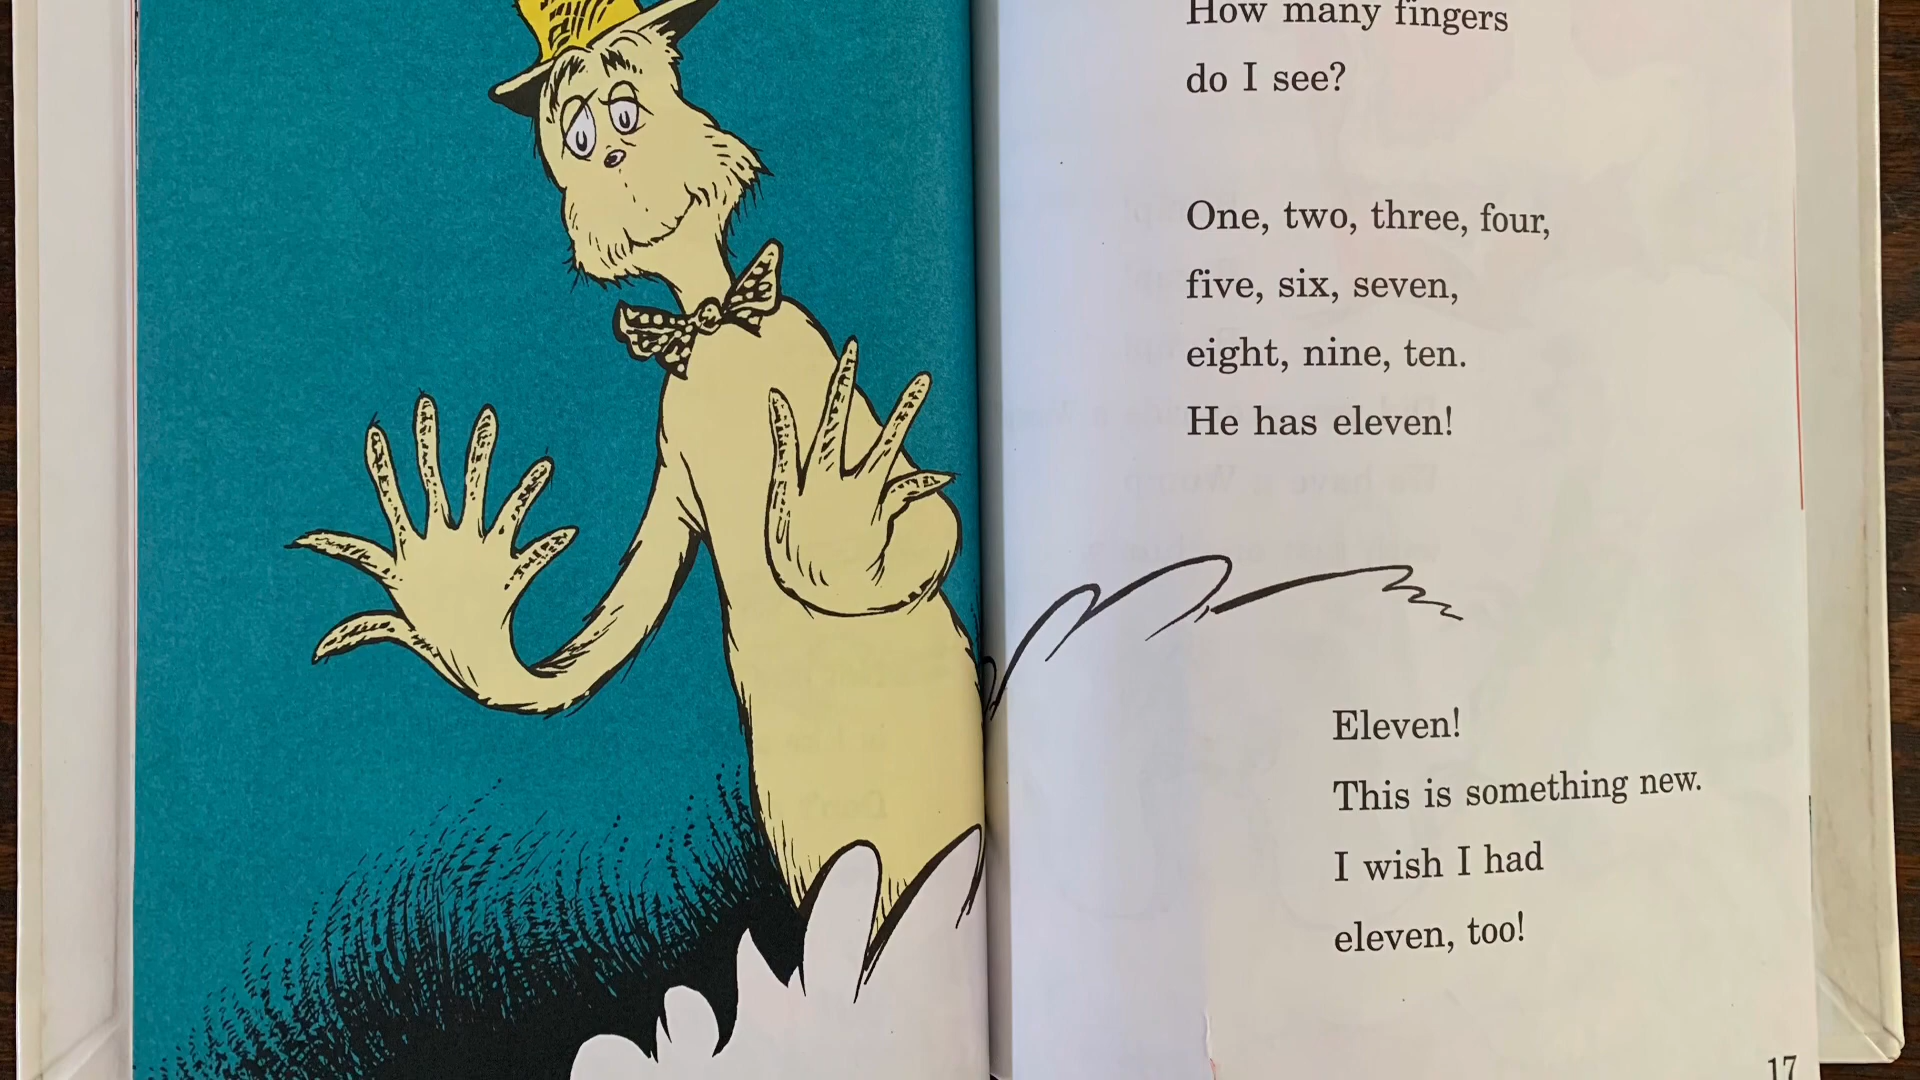 How many fingers
do I see?
One, two, three, four,
five, six, seven,
eight, nine, ten.
He has eleven!
Eleven!
This is something new.
I wish I had
eleven, too!
17